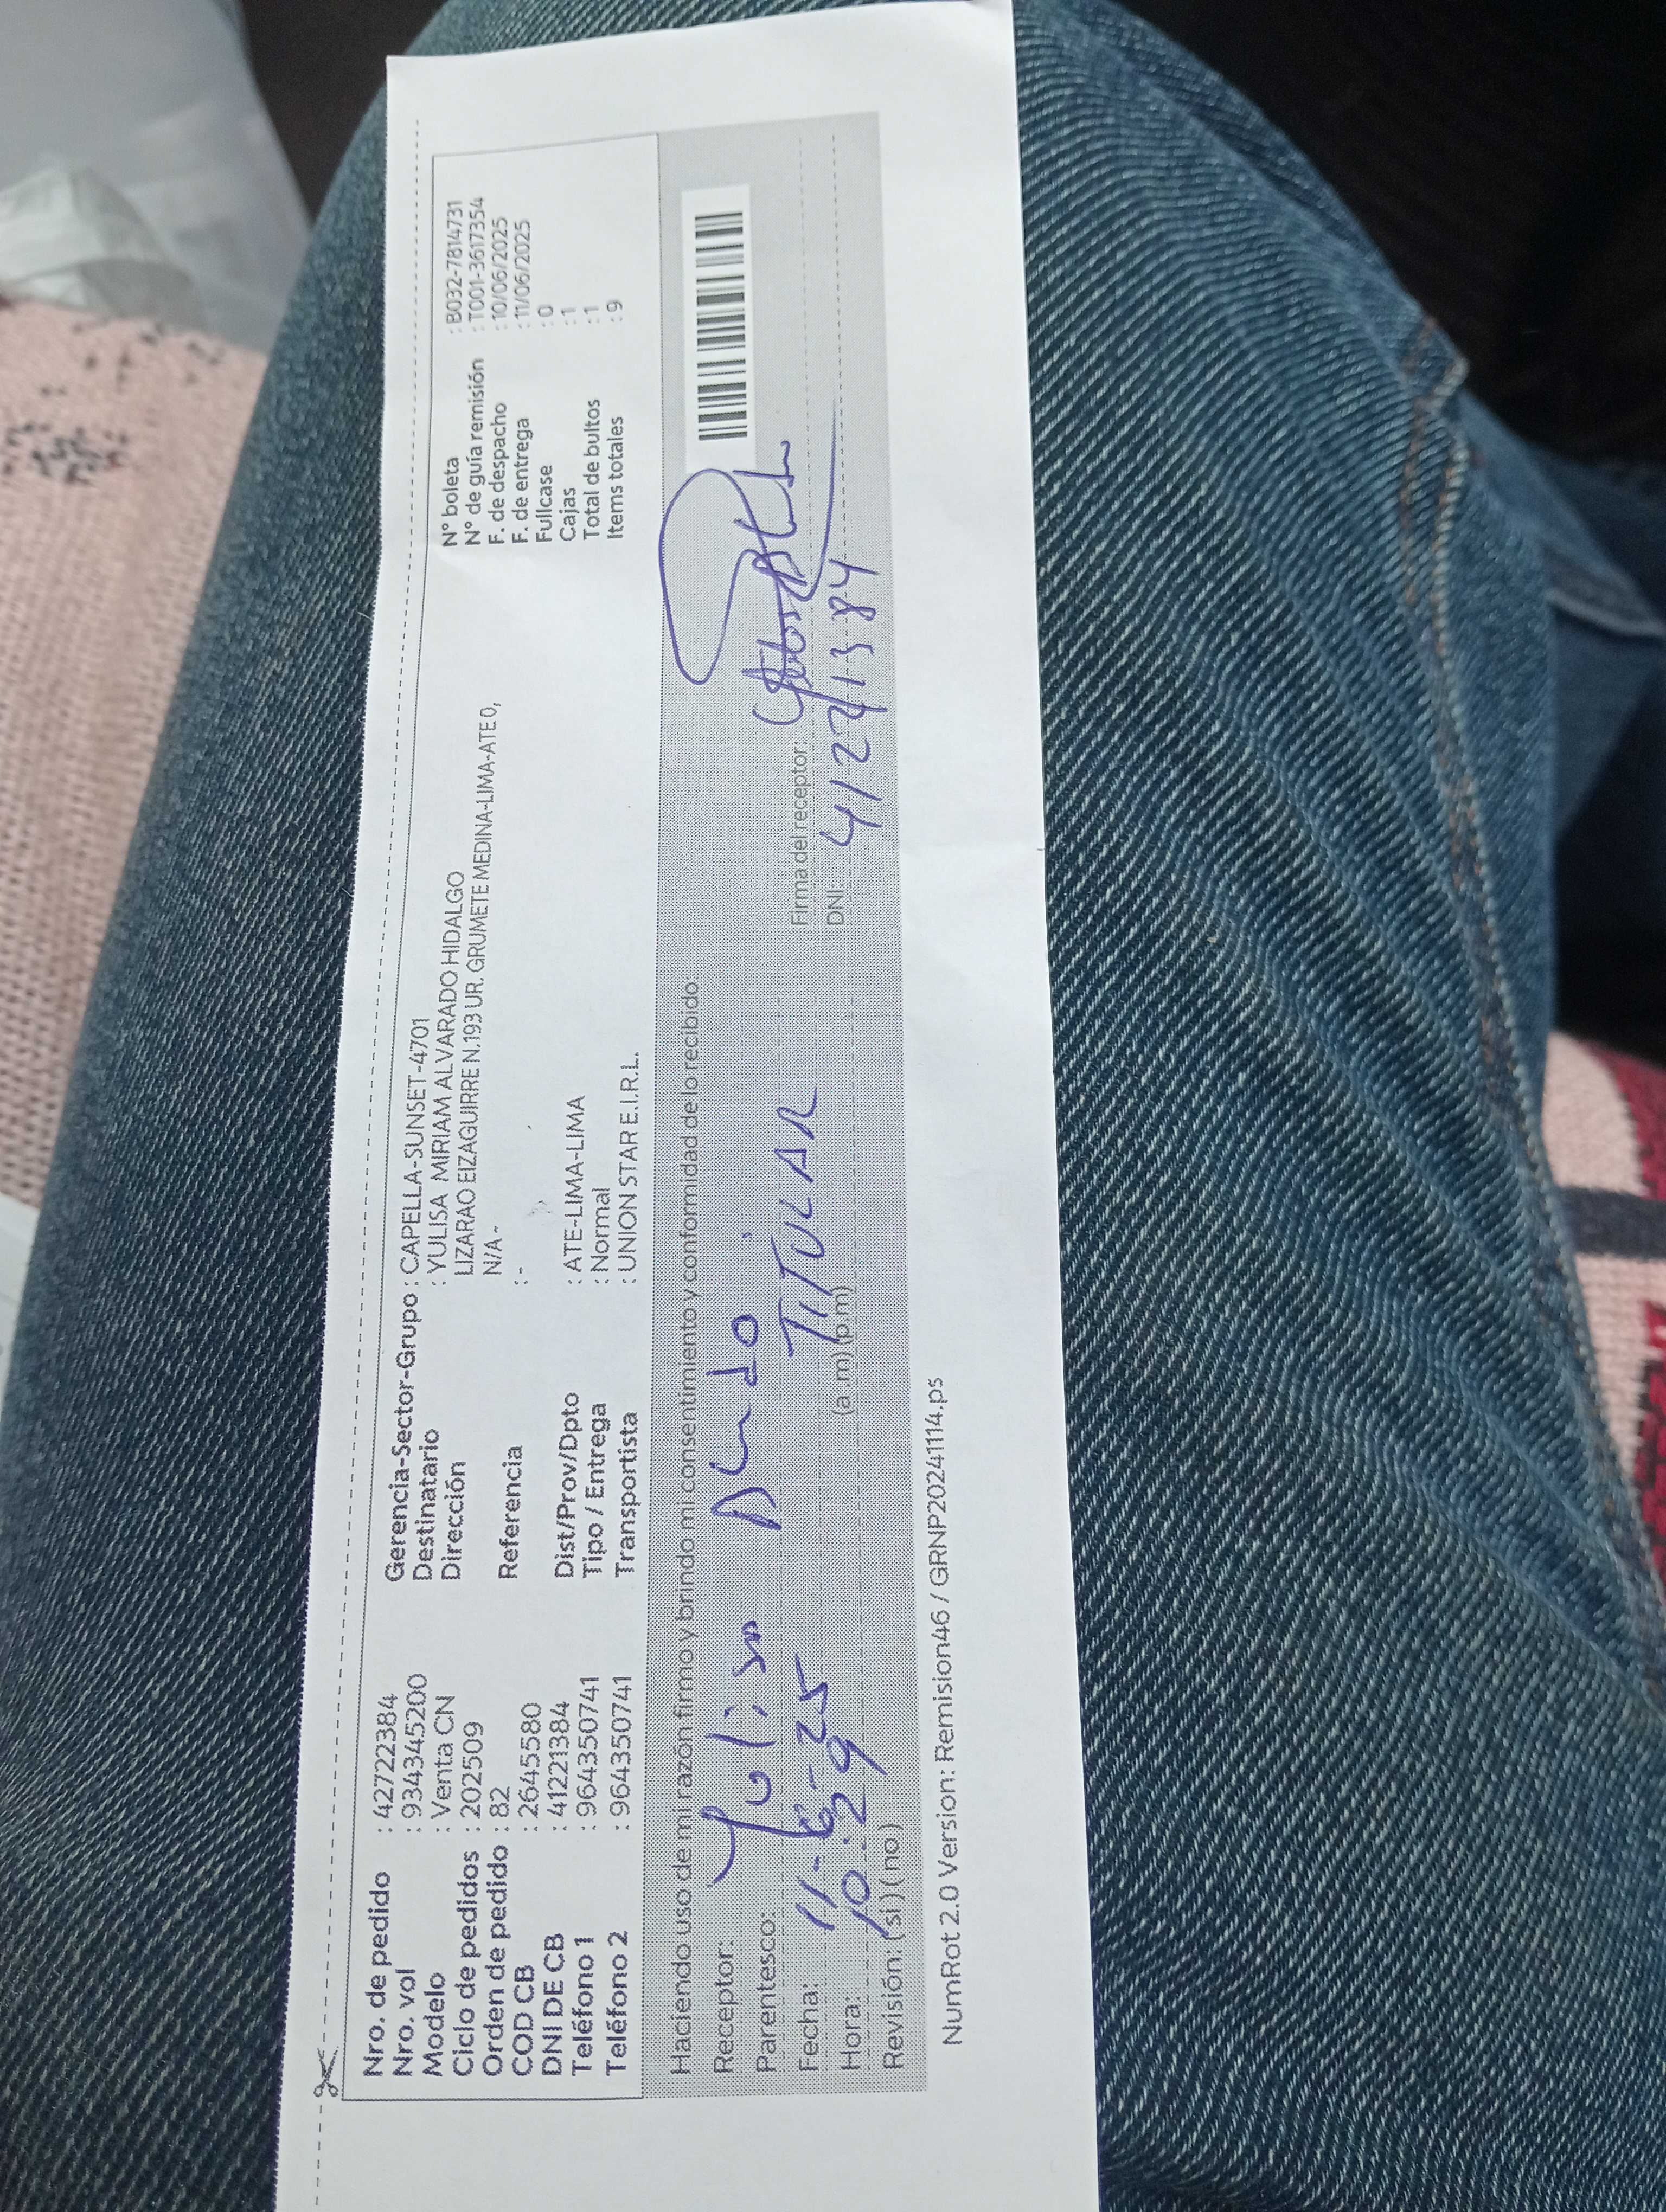 Nro. de pedido : 42722384
Nro. vol : 934345200
Modelo : Venta CN
Ciclo de pedidos : 202509
Orden de pedido : 82
COD CB : 2645580
DNI DE CB : 41221384
Teléfono 1 : 964350741
Teléfono 2 : 964350741
Gerencia-Sector-Grupo : CAPELLA-SUNSET-4701
Destinatario : YULISA MIRIAM ALVARADO HIDALGO
Dirección LIZARAO EIZAGUIRRE N.193 UR. GRUMETE MEDINA-LIMA-ATE 0,
N/A -
Referencia : -
Dist/Prov/Dpto : ATE-LIMA-LIMA
Tipo / Entrega : Normal
Transportista : UNION STAR E.I.R.L.
N° boleta : B032-7814731
N° de guía remisión : T001-3617354
F. de despacho : 10/06/2025
F. de entrega : 11/06/2025
Fullcase : 0
Cajas : 1
Total de bultos : 1
Items totales : 9
Haciendo uso de mi razón firmo y brindo mi consentimiento y conformidad de lo recibido:
Receptor: Yulisa
Parentesco: TITULAR
Fecha: 11-6-25
Hora: 10:29 (a.m) (p.m)
Revisión: (si) (no)
Firma del receptor:
DNI: 41221384
NumRot 2.0 Version: Remision46 / GRNP20241114.ps